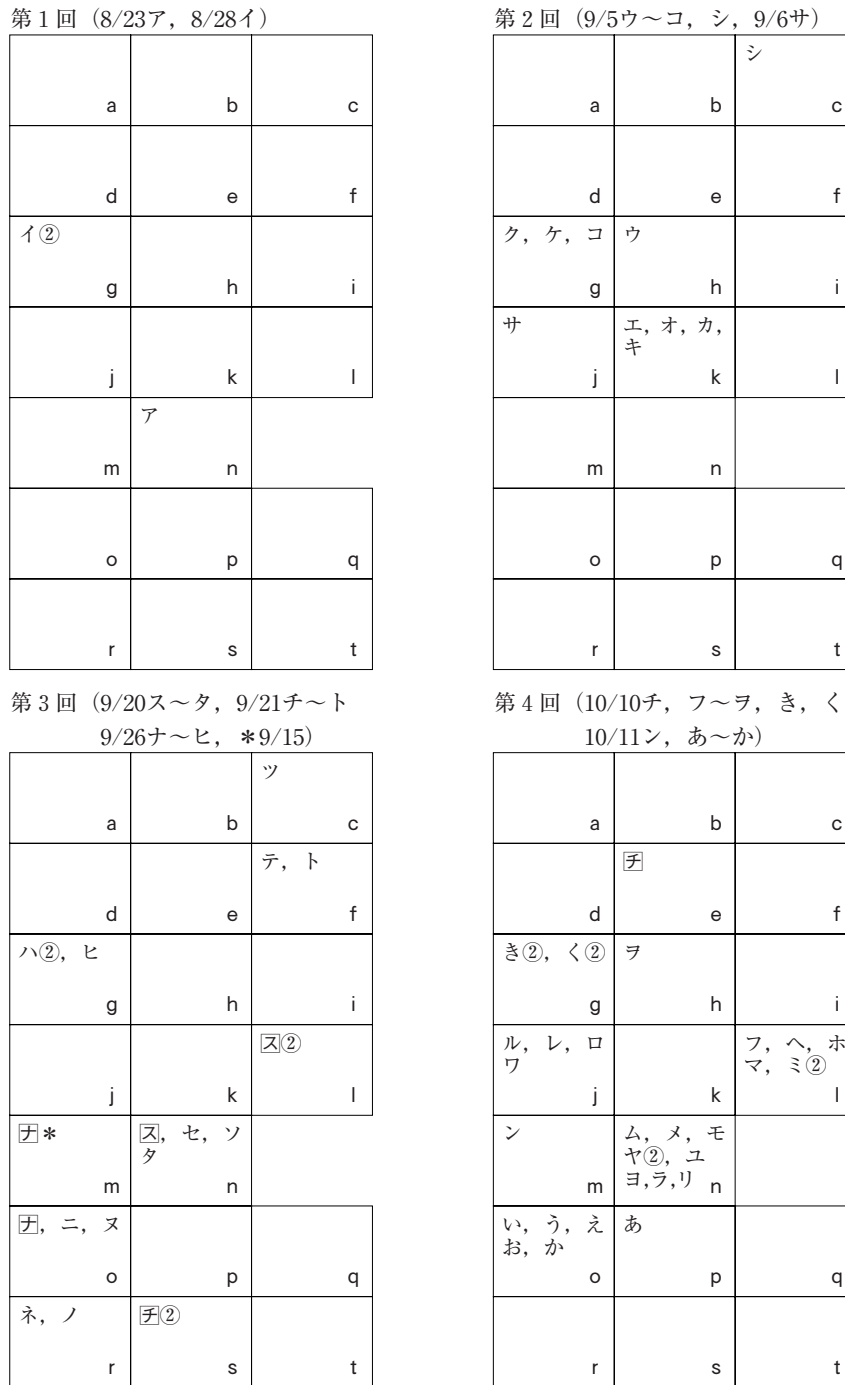 第1回（8/23ア，8/28イ）
a b c
d e f
イ② g h i
j k l
m ア n
o p q
r s t
第2回（9/5ウ～コ，シ，9/6サ）
a b シ c
d e f
ク，ケ，コ g ウ h i
サ j エ，オ，カ，
キ k l
m n
o p q
r s t
第3回（9/20ス～タ，9/21チ～ト
9/26ナ～ヒ，＊9/15）
a b ツ c
d e テ，ト f
ハ②，ヒ g h i
j k ス② l
ナ＊ m ス，セ，ソ
タ n
ナ，ニ，ヌ o p q
ネ，ノ r チ② s t
第4回（10/10チ，フ～ヲ，き，く
10/11ン，あ～か）
a b c
d チ e f
き②，く② g ヲ h i
ル，レ，ロ
ワ j k フ，ヘ，ホ
マ，ミ② l
ン m ム，メ，モ
ヤ②，ユ
ヨ,ラ,リ n
い，う，え
お，か o あ p q
r s t